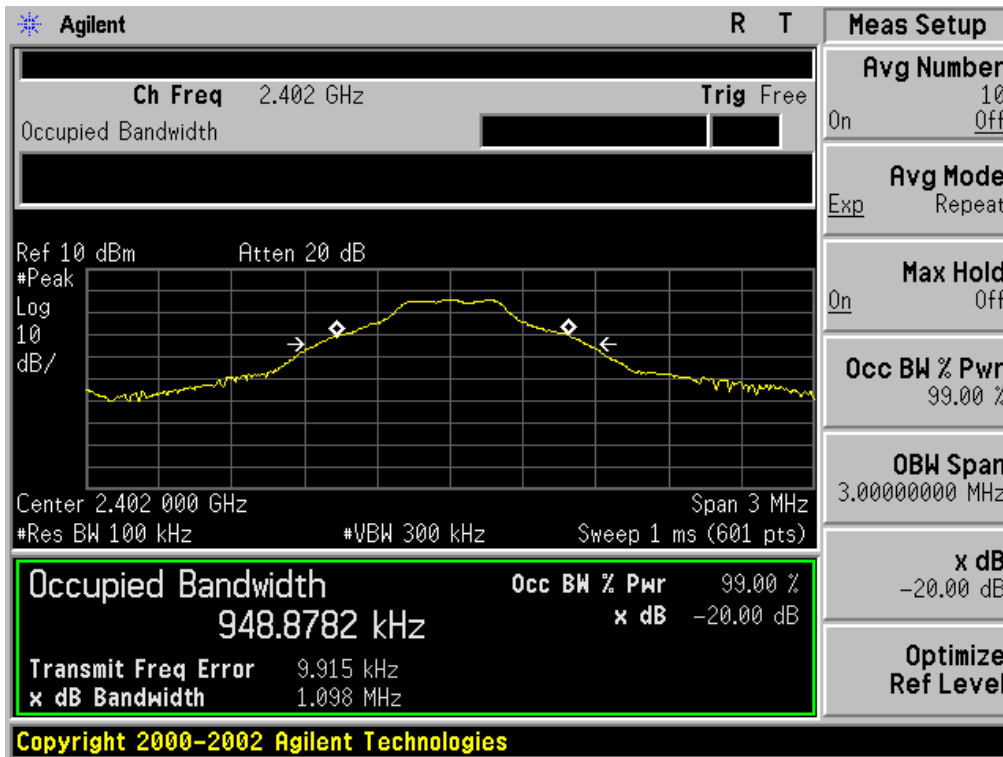 Agilent R T
Ch Freq 2.402 GHz Trig Free
Occupied Bandwidth
Ref 10 dBm Atten 20 dB
#Peak
Log
10
dB/
Center 2.402 000 GHz Span 3 MHz
#Res BW 100 kHz #VBW 300 kHz Sweep 1 ms (601 pts)
Occupied Bandwidth
948.8782 kHz
Occ BW % Pwr 99.00 %
x dB -20.00 dB
Transmit Freq Error 9.915 kHz
x dB Bandwidth 1.098 MHz
Copyright 2000-2002 Agilent Technologies
Meas Setup
Avg Number
10
On Off
Avg Mode
Exp Repeat
Max Hold
On Off
Occ BW % Pwr
99.00 %
OBW Span
3.00000000 MHz
x dB
-20.00 dB
Optimize
Ref Level